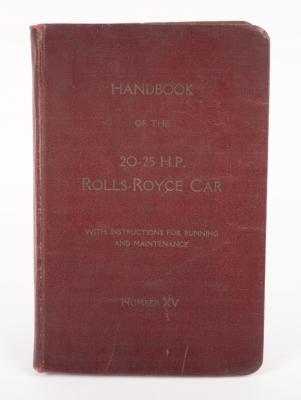 HANDBOOK
OF THE
20-25 H.P.
ROLLS-ROYCE CAR
WITH INSTRUCTIONS FOR RUNNING
AND MAINTENANCE
NUMBER XV